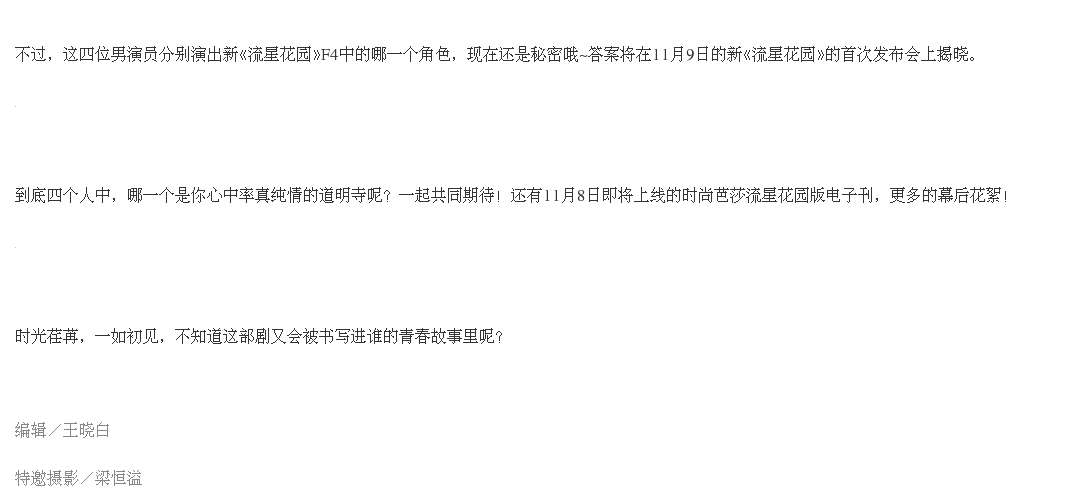 不过，这四位男演员分别演出新《流星花园》F4中的哪一个角色，现在还是秘密哦~答案将在11月9日的新《流星花园》的首次发布会上揭晓。
到底四个人中，哪一个是你心中率真纯情的道明寺呢？一起共同期待！还有11月8日即将上线的时尚芭莎流星花园版电子刊，更多的幕后花絮！
时光荏苒，一如初见，不知道这部剧又会被书写进谁的青春故事里呢？
编辑／王晓白
特邀摄影／梁恒溢